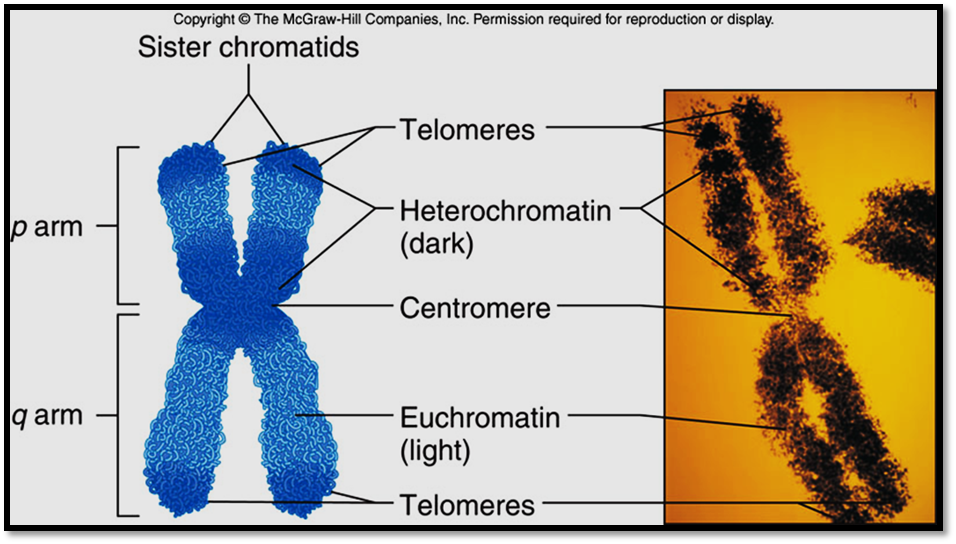 Copyright © The McGraw-Hill Companies, Inc. Permission required for reproduction or display.
Sister chromatids
Telomeres
p arm
Heterochromatin
(dark)
Centromere
q arm
Euchromatin
(light)
Telomeres